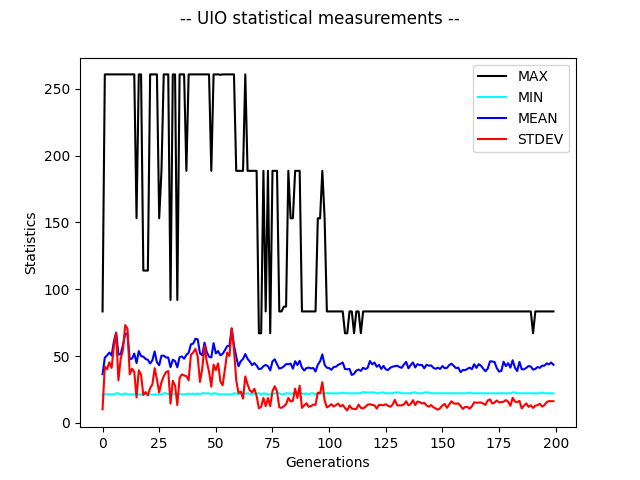 -- UIO statistical measurements --
MAX
MIN
MEAN
STDEV
Statistics
250
200
150
100
50
0
0 25 50 75 100 125 150 175 200
Generations